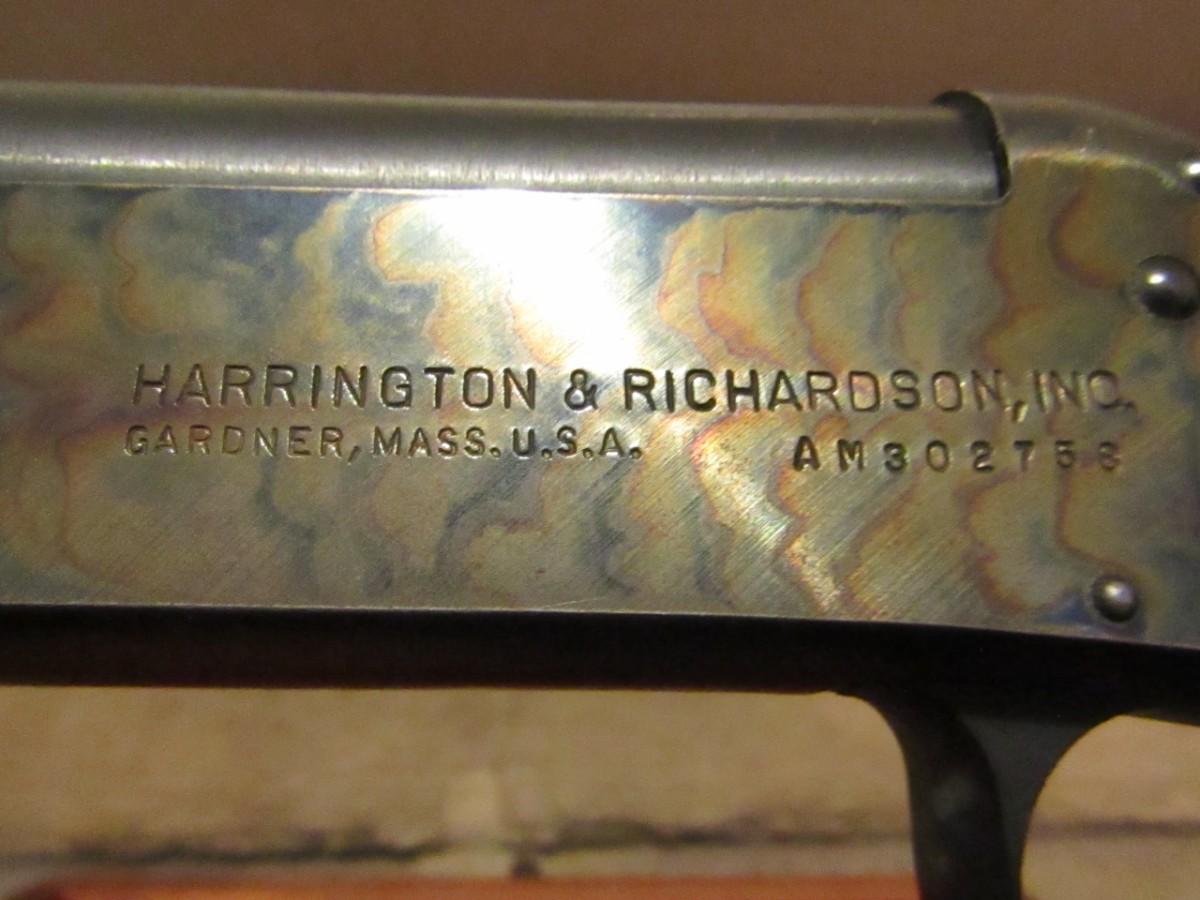 HARRINGTON & RICHARDSON, INC.
GARDNER, MASS. U.S.A.